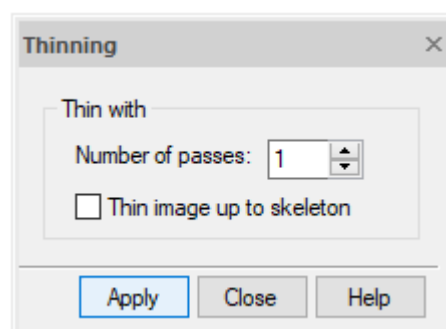 Thinning
Thin with
Number of passes: 1
Thin image up to skeleton
Apply Close Help